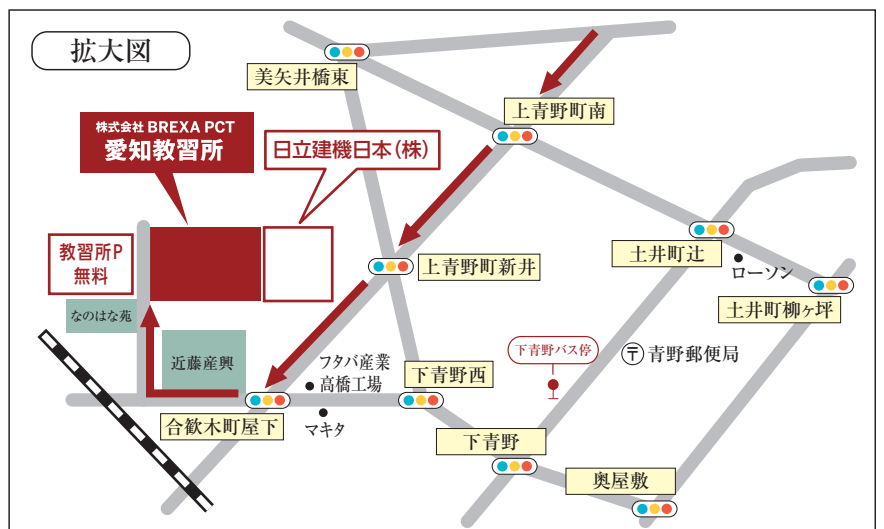 拡大図
美矢井橋東
上青野町南
株式会社 BREXA PCT
愛知教習所
日立建機日本(株)
教習所P
無料
上青野町新井
土井町辻
ローソン
土井町柳ヶ坪
なのはな苑
近藤産興
フタバ産業
高橋工場
下青野西
下青野バス停
〒青野郵便局
合歓木町屋下
マキタ
下青野
奥屋敷